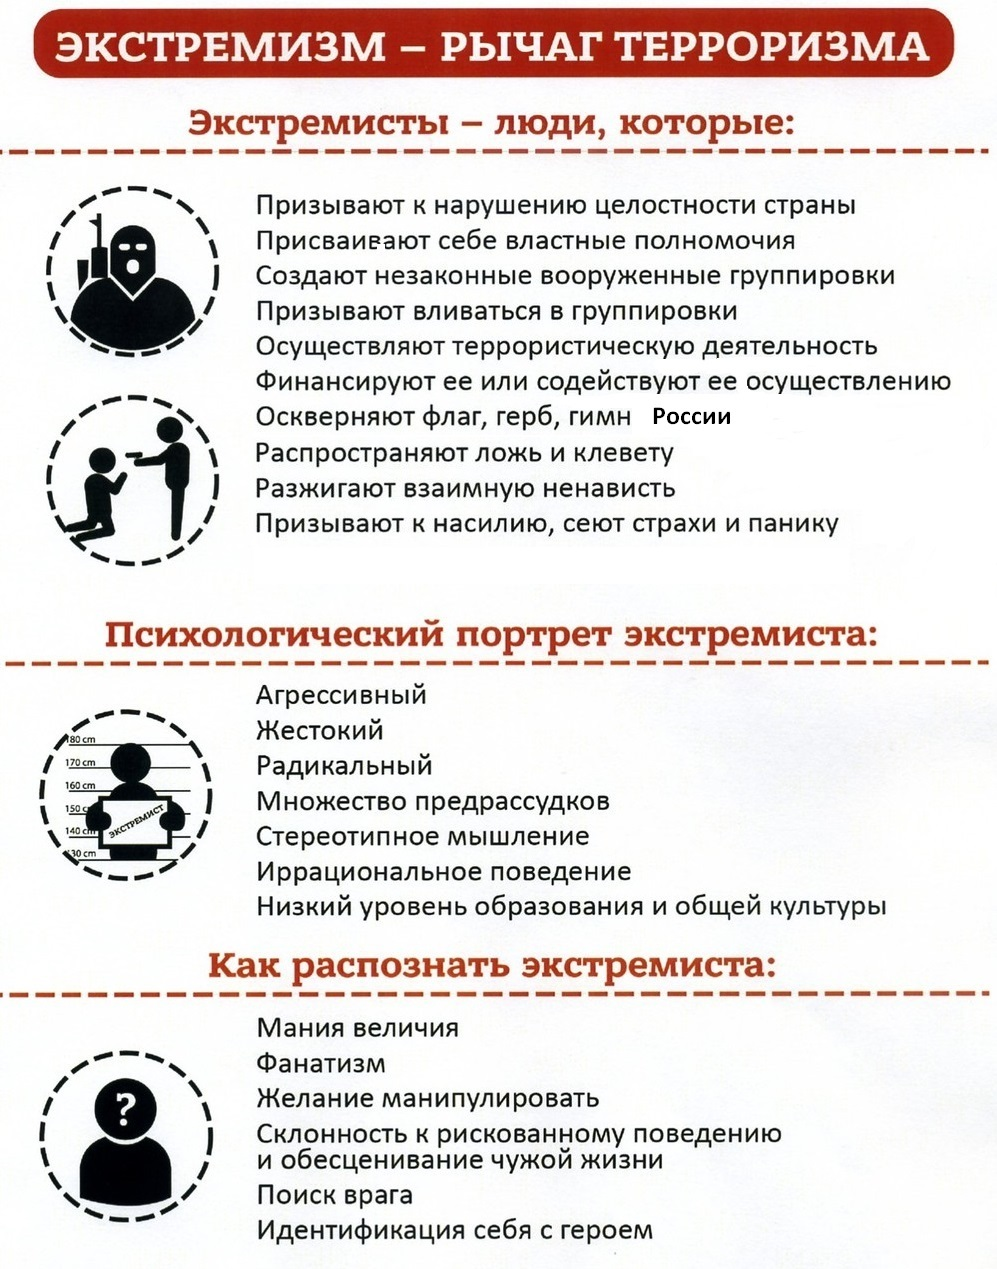 ЭКСТРЕМИЗМ – РЫЧАГ ТЕРРОРИЗМА
Экстремисты – люди, которые:
Призывают к нарушению целостности страны
Присваивают себе властные полномочия
Создают незаконные вооруженные группировки
Призывают вливаться в группировки
Осуществляют террористическую деятельность
Финансируют ее или содействуют ее осуществлению
Оскверняют флаг, герб, гимн России
Распространяют ложь и клевету
Разжигают взаимную ненависть
Призывают к насилию, сеют страхи и панику
Психологический портрет экстремиста:
180 cm
170 cm
160 cm
150 c
140 cm
30 cm
ЭКСТРЕМИСТ
Агрессивный
Жестокий
Радикальный
Множество предрассудков
Стереотипное мышление
Иррациональное поведение
Низкий уровень образования и общей культуры
Как распознать экстремиста:
?
Мания величия
Фанатизм
Желание манипулировать
Склонность к рискованному поведению
и обесценивание чужой жизни
Поиск врага
Идентификация себя с героем